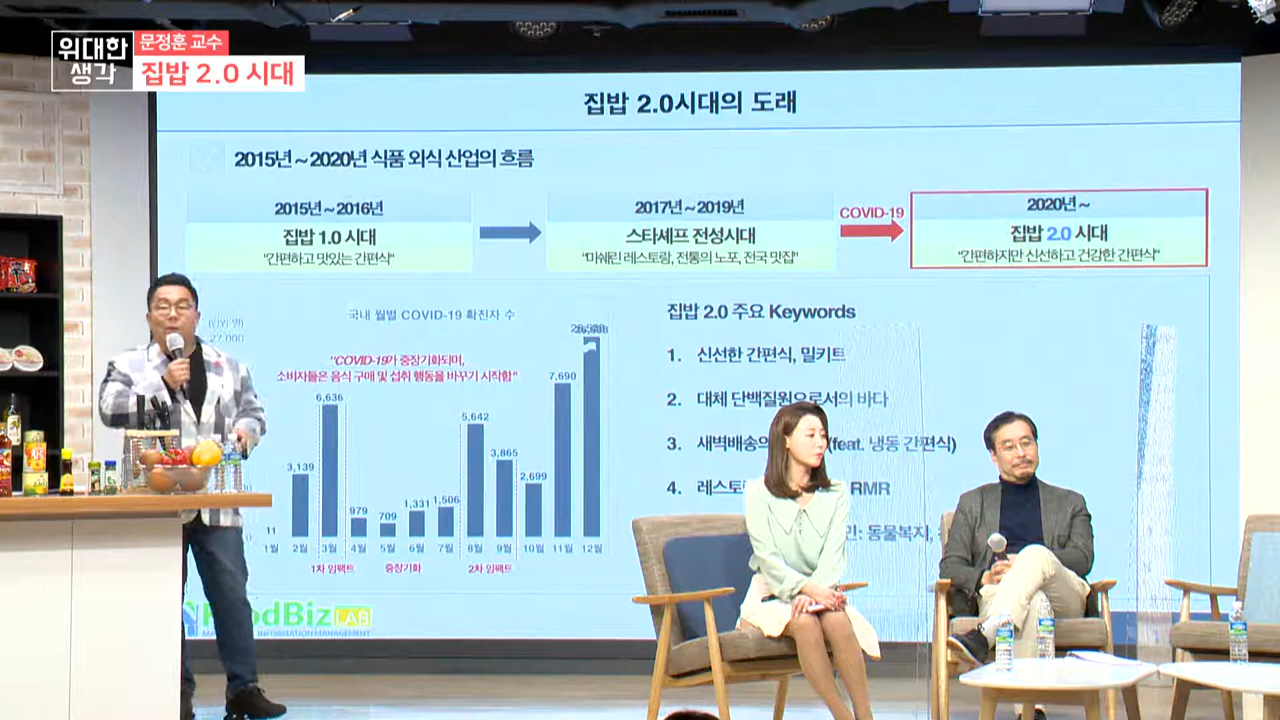 위대한
생각
문정훈 교수
집밥 2.0 시대
집밥 2.0시대의 도래
2015년~2020년 식품 외식 산업의 흐름
2015년~2016년
집밥 1.0 시대
"간편하고 맛있는 간편식"
2017년~2019년
스타셰프 전성시대
"마쉐린 레스토랑, 전통의 노포, 전국 맛집"
COVID-19
2020년~
집밥 2.0 시대
"간편하지만 신선하고 건강한 간편식"
국내 월별 COVID-19 확진자 수
27,000
"COVID-19가 중장기화되며,
소비자들은 음식 구매 및 섭취 행동을 바꾸기 시작함"
11
3,139
6,636
979
709
1,331
1,506
5,642
3,865
2,699
7,690
1월 2월 3월 4월 5월 6월 7월 8월 9월 10월 11월 12월
1차 임팩트
중장기화
2차 임팩트
집밥 2.0 주요 Keywords
1. 신선한 간편식, 밀키트
2. 대체 단백질원으로서의 바다
3. 새벽배송의 (feat. 냉동 간편식)
4. 레스토 RMR
민: 동물복지,
FoodBiz LAB
INFORMATION MANAGEMENT